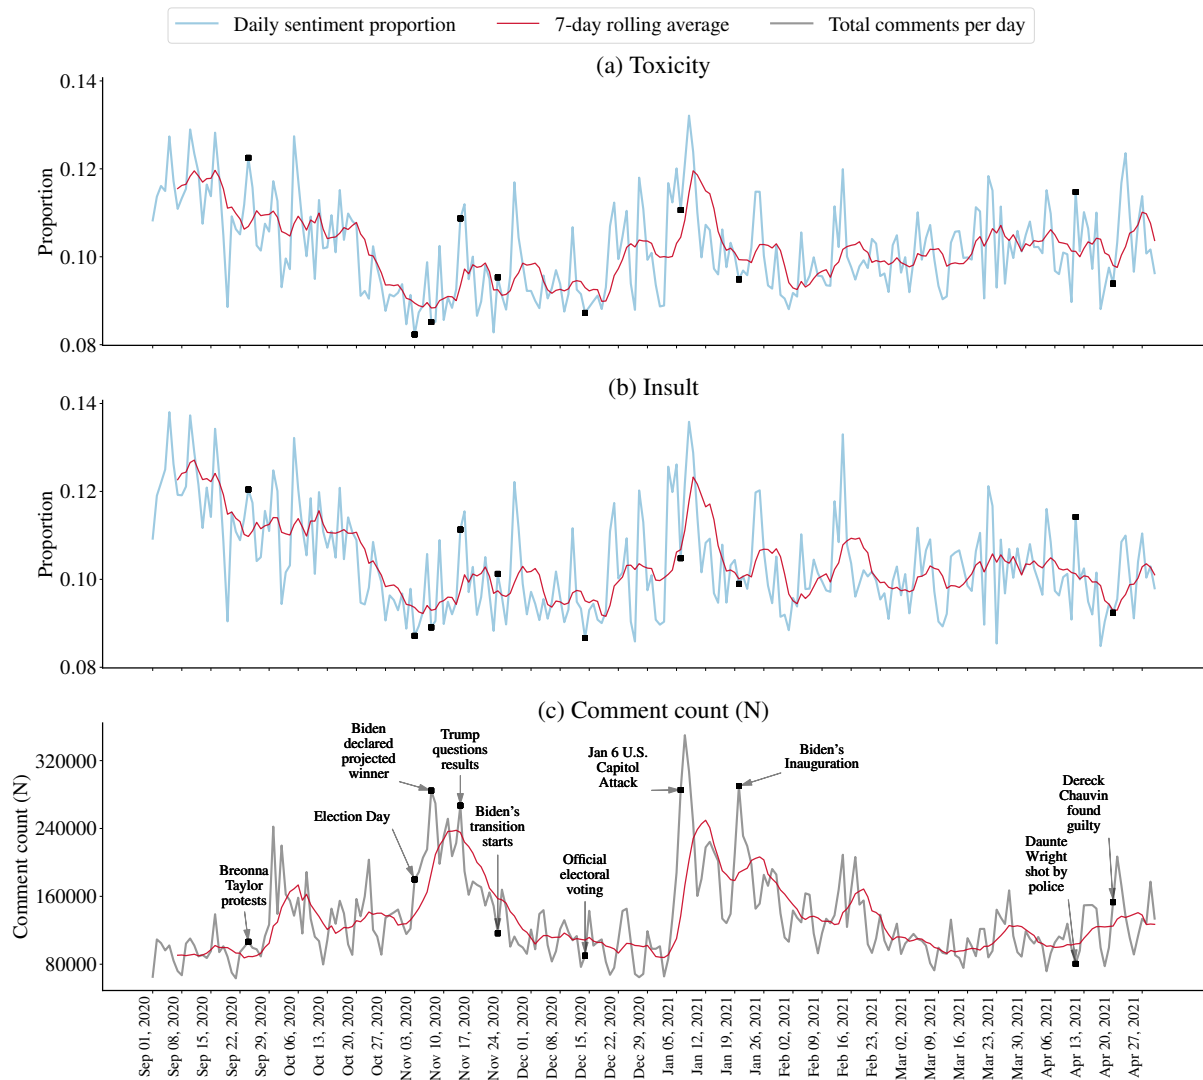 Daily sentiment proportion
7-day rolling average
Total comments per day
(a) Toxicity
Proportion
0.14
0.12
0.10
0.08
(b) Insult
Proportion
0.14
0.12
0.10
0.08
(c) Comment count (N)
Comment count (N)
320000
240000
160000
80000
Breonna
Taylor
protests
Election Day
Biden
declared
projected
winner
Trump
questions
results
Biden's
transition
starts
Official
electoral
voting
Jan 6 U.S.
Capitol
Attack
Biden's
Inauguration
Daunte
Wright
shot by
police
Dereck
Chauvin
found
guilty
Sep 01, 2020
Sep 08, 2020
Sep 15, 2020
Sep 22, 2020
Sep 29, 2020
Oct 06, 2020
Oct 13, 2020
Oct 20, 2020
Oct 27, 2020
Nov 03, 2020
Nov 10, 2020
Nov 17, 2020
Nov 24, 2020
Dec 01, 2020
Dec 08, 2020
Dec 15, 2020
Dec 22, 2020
Dec 29, 2020
Jan 05, 2021
Jan 12, 2021
Jan 19, 2021
Jan 26, 2021
Feb 02, 2021
Feb 09, 2021
Feb 16, 2021
Feb 23, 2021
Mar 02, 2021
Mar 09, 2021
Mar 16, 2021
Mar 23, 2021
Mar 30, 2021
Apr 06, 2021
Apr 13, 2021
Apr 20, 2021
Apr 27, 2021